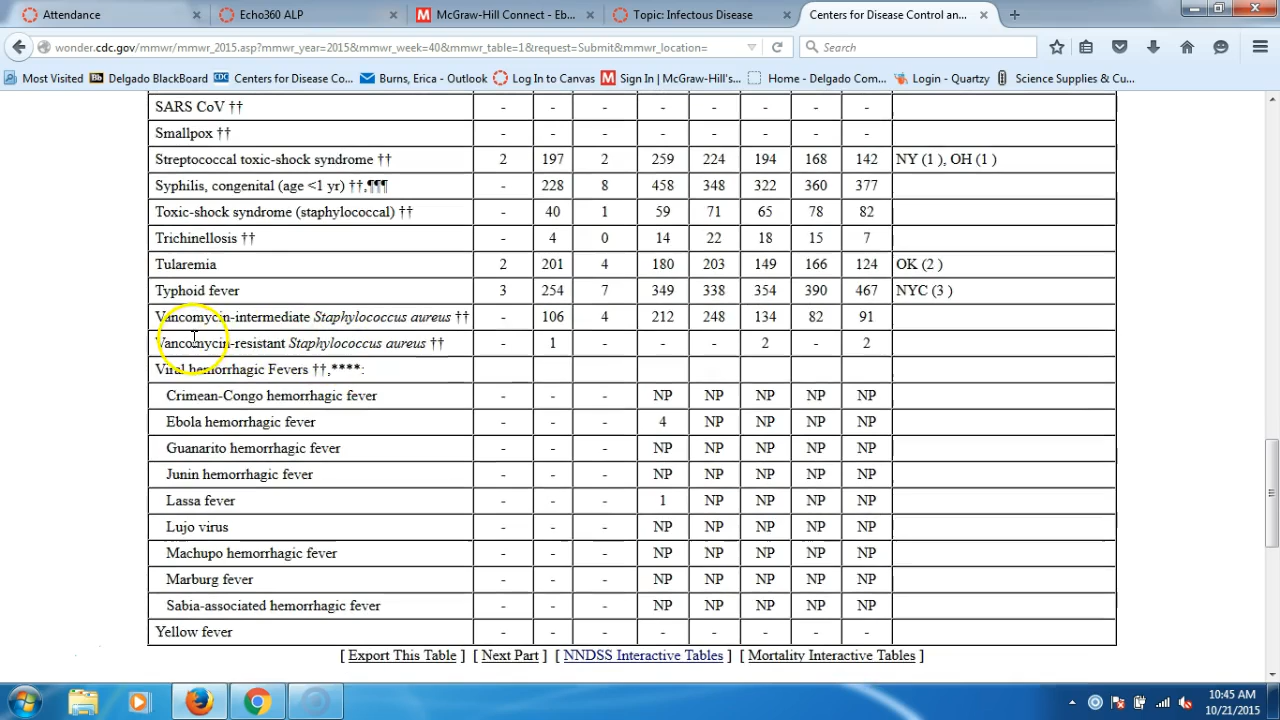 Attendance × Echo360 ALP × McGraw-Hill Connect - E... × Topic: Infectious Disease × Centers for Disease Control an... ×
wonder.cdc.gov/mmwr/mmwr_2015.asp?mmwr_year=2015&mmwr_week=40&mmwr_table=1&request=Submit&mmwr_location= Search
Most Visited Bb Delgado BlackBoard CDC Centers for Disease Co... Burns, Erica - Outlook Log In to Canvas M Sign In | McGraw-Hill's... Home - Delgado Com... Login - Quartzy Science Supplies & Cu...
SARS CoV †† - - - - - - - -
Smallpox †† - - - - - - - -
Streptococcal toxic-shock syndrome †† 2 197 2 259 224 194 168 142 NY (1 ), OH (1 )
Syphilis, congenital (age <1 yr) ††,¶¶¶ - 228 8 458 348 322 360 377
Toxic-shock syndrome (staphylococcal) †† - 40 1 59 71 65 78 82
Trichinellosis †† - 4 0 14 22 18 15 7
Tularemia 2 201 4 180 203 149 166 124 OK (2 )
Typhoid fever 3 254 7 349 338 354 390 467 NYC (3 )
Vancomycin-intermediate Staphylococcus aureus †† - 106 4 212 248 134 82 91
Vancomycin-resistant Staphylococcus aureus †† - 1 - - - 2 - 2
Viral hemorrhagic Fevers ††,****:
Crimean-Congo hemorrhagic fever - - - NP NP NP NP NP
Ebola hemorrhagic fever - - - 4 NP NP NP NP
Guanarito hemorrhagic fever - - - NP NP NP NP NP
Junin hemorrhagic fever - - - NP NP NP NP NP
Lassa fever - - - 1 NP NP NP NP
Lujo virus - - - NP NP NP NP NP
Machupo hemorrhagic fever - - - NP NP NP NP NP
Marburg fever - - - NP NP NP NP NP
Sabia-associated hemorrhagic fever - - - NP NP NP NP NP
Yellow fever - - - - - - - -
[ Export This Table ] [ Next Part ] [ NNDSS Interactive Tables ] [ Mortality Interactive Tables ]
10:45 AM
10/21/2015